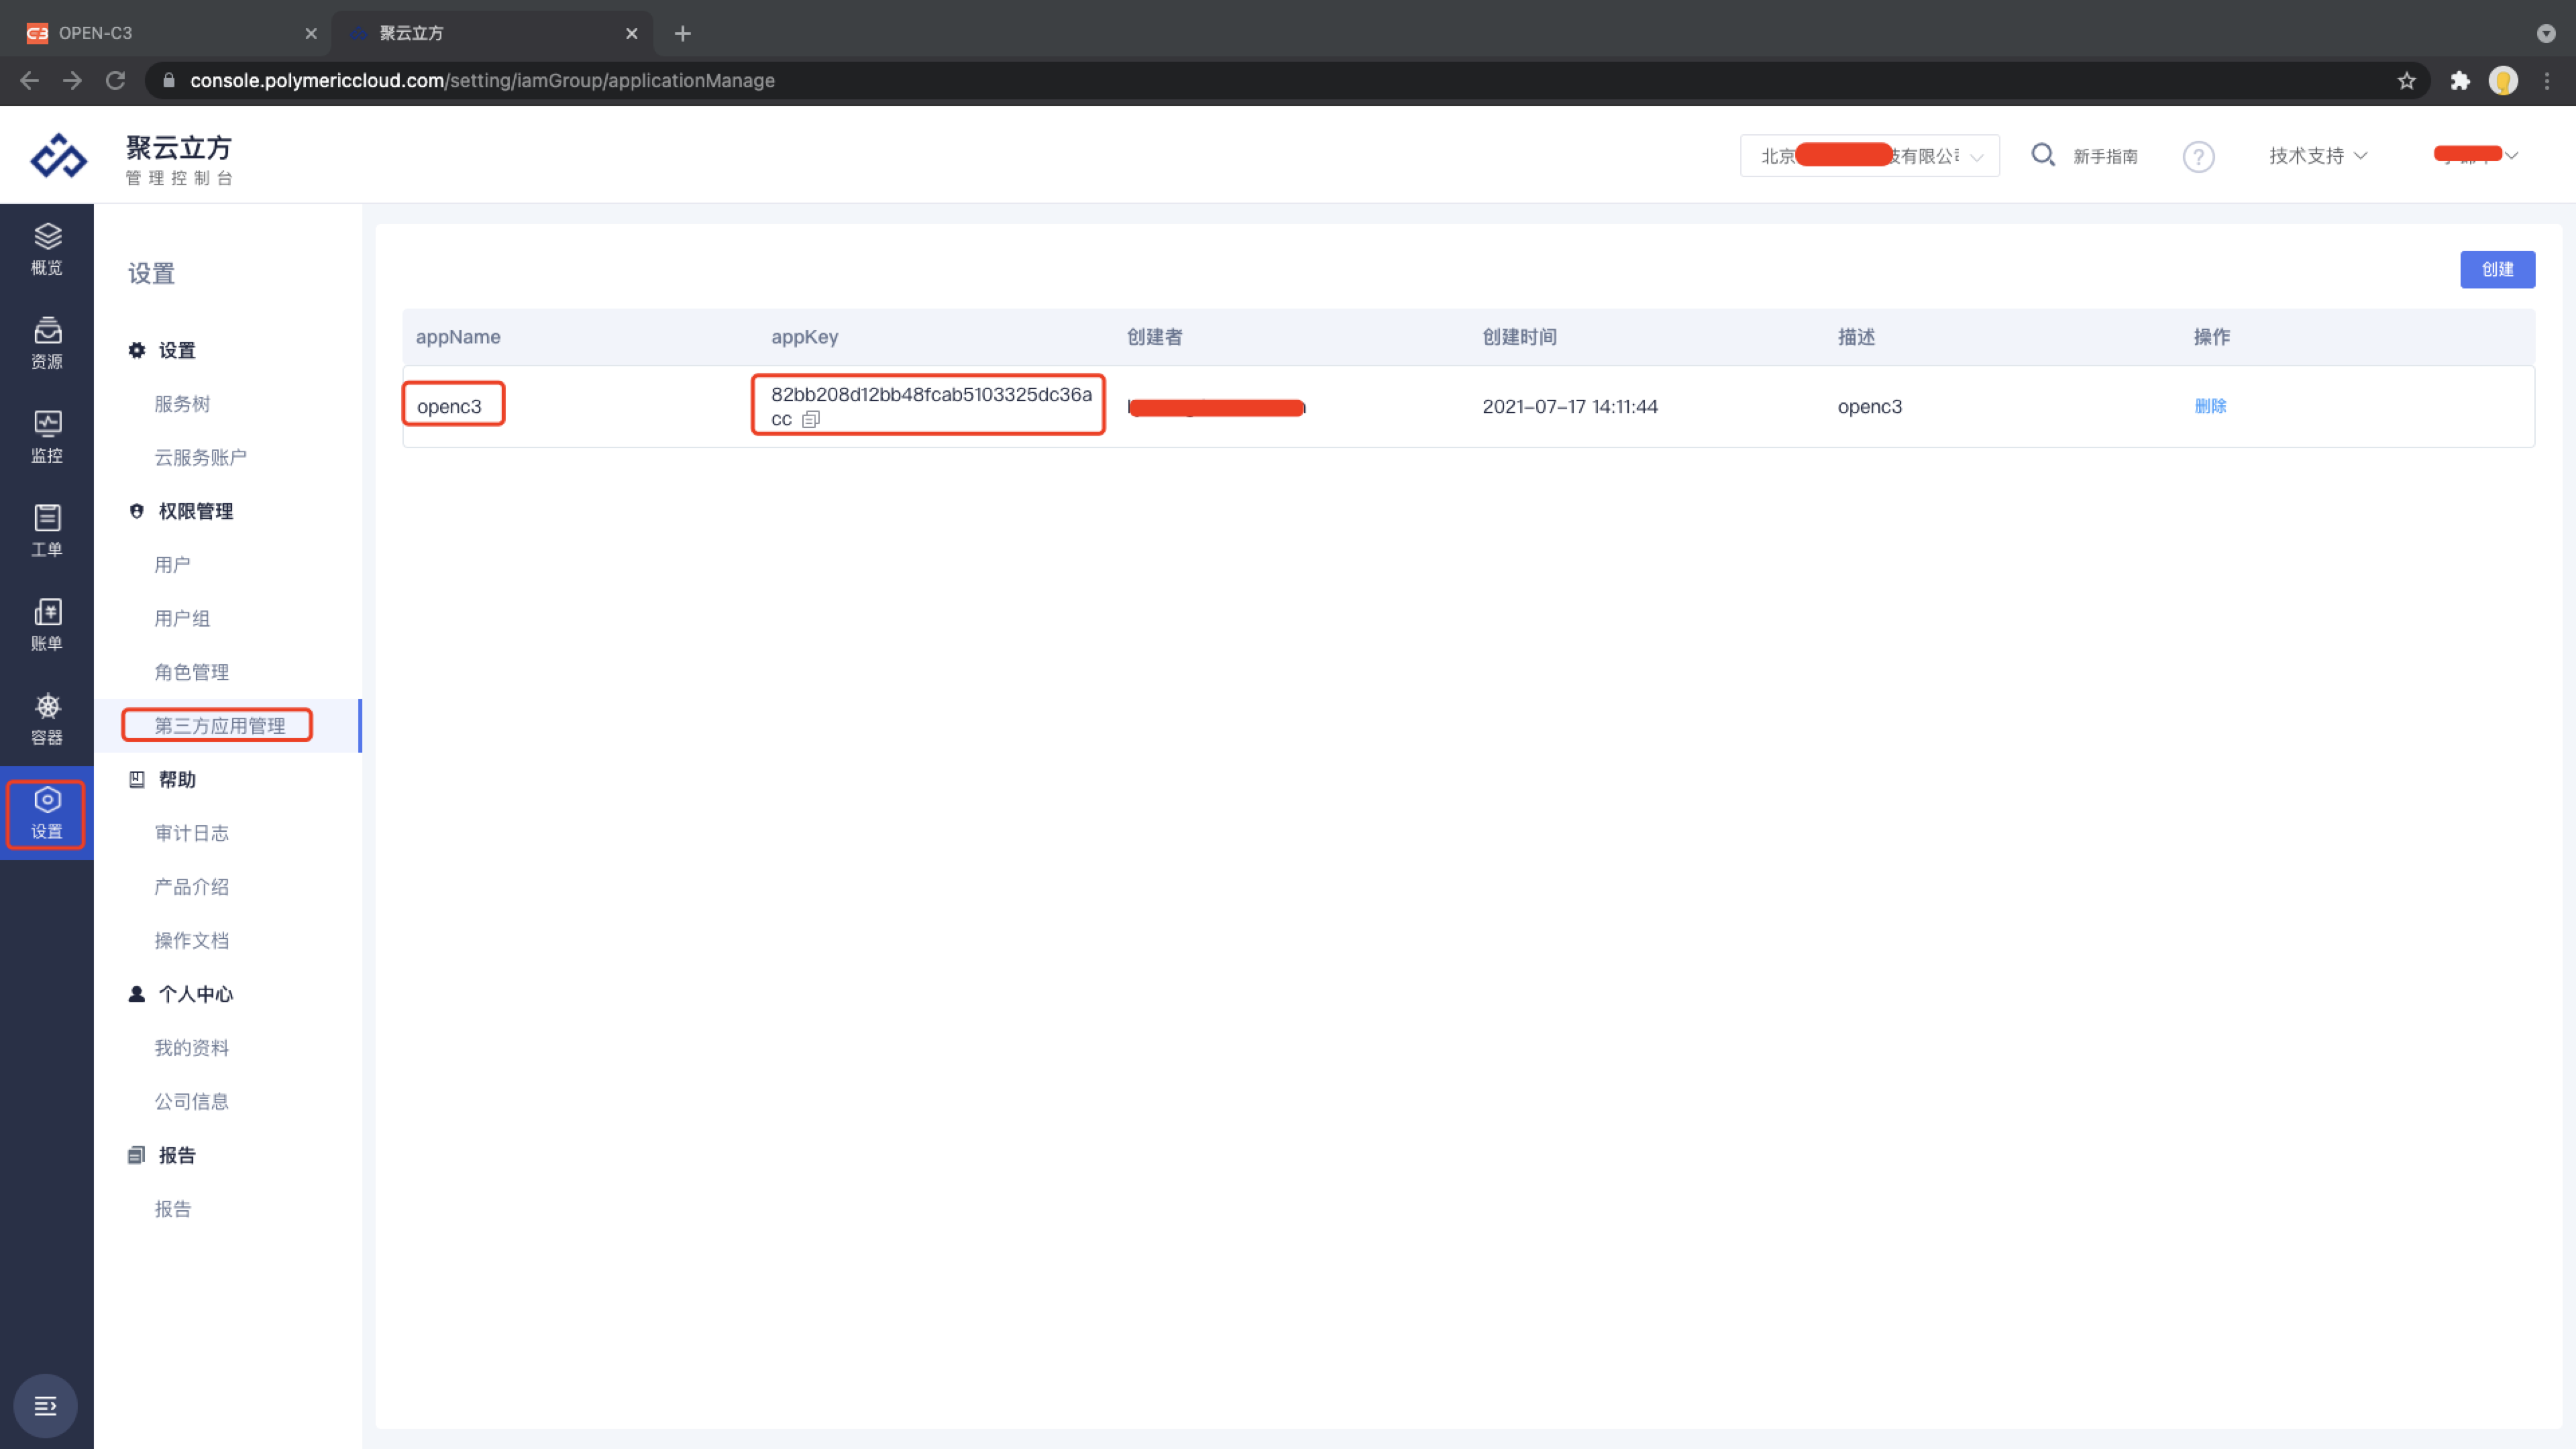 OPEN-C3
聚云立方
console.polymericcloud.com/setting/iamGroup/applicationManage
聚云立方
管理控制台
北京
技有限公司
新手指南
?
技术支持
概览
资源
监控
工单
账单
容器
设置
设置
设置
服务树
云服务账户
权限管理
用户
用户组
角色管理
第三方应用管理
帮助
审计日志
产品介绍
操作文档
个人中心
我的资料
公司信息
报告
报告
创建
appName appKey 创建者 创建时间 描述 操作
openc3 82bb208d12bb48fcab5103325dc36a 2021-07-17 14:11:44 openc3 删除
cc